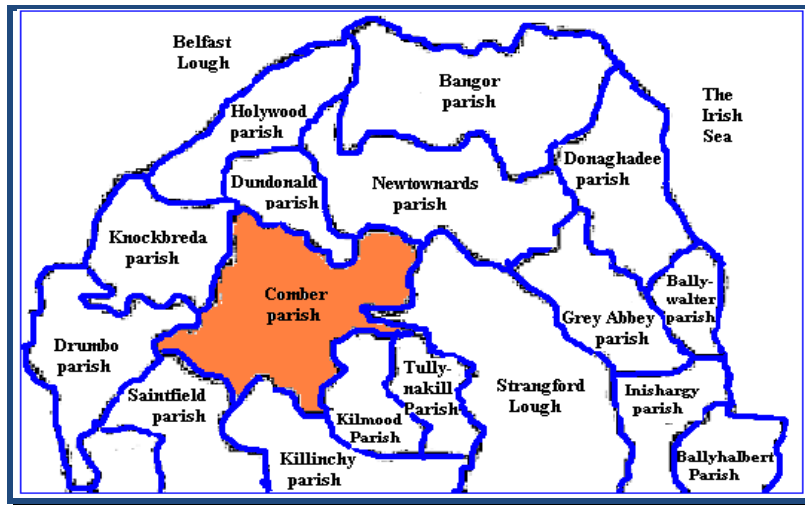 Belfast
Lough
Bangor
parish
The
Irish
Sea
Holywood
parish
Donaghadee
parish
Dundonald
parish
Newtownards
parish
Knockbreda
parish
Comber
parish
Bally-
walter
parish
Grey Abbey
parish
Drumbo
parish
Tully-
nakill
Parish
Strangford
Lough
Saintfield
parish
Inishargy
parish
Kilmood
Parish
Killinchy
parish
Ballyhalbert
Parish